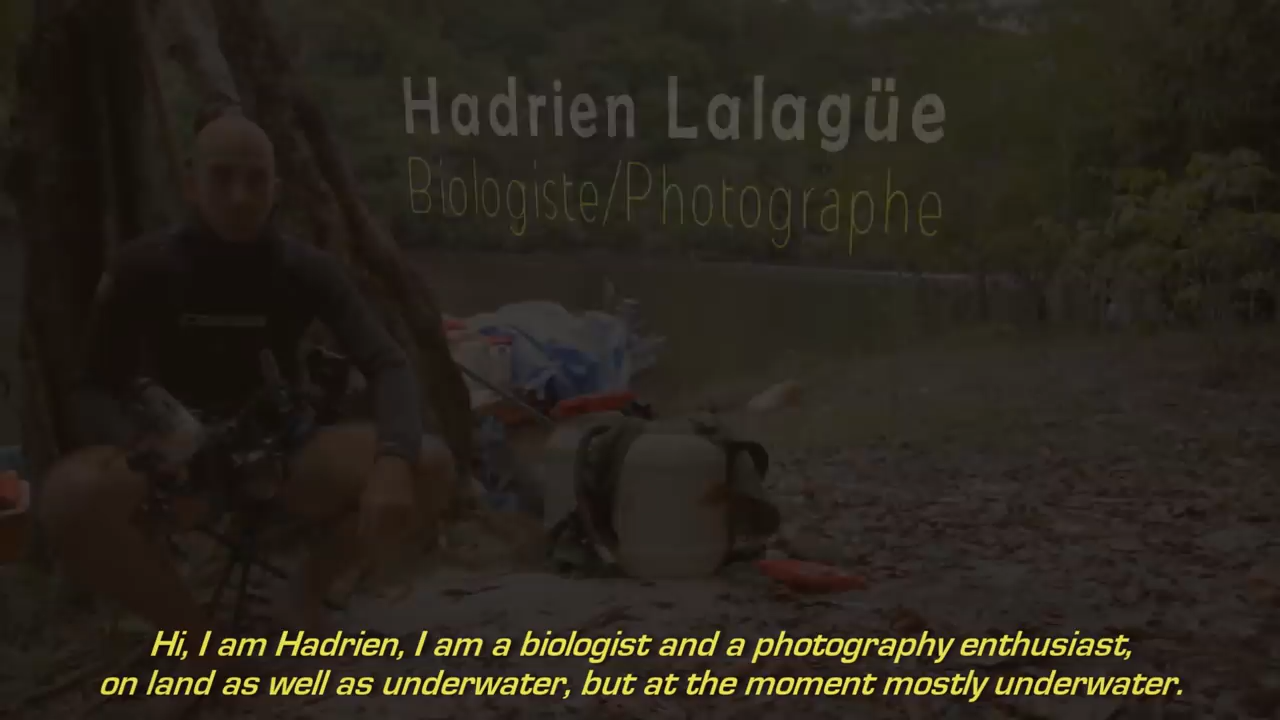 Hadrien Lalagüe
Biologiste/Photographe
Hi, I am Hadrien, I am a biologist and a photography enthusiast,
on land as well as underwater, but at the moment mostly underwater.